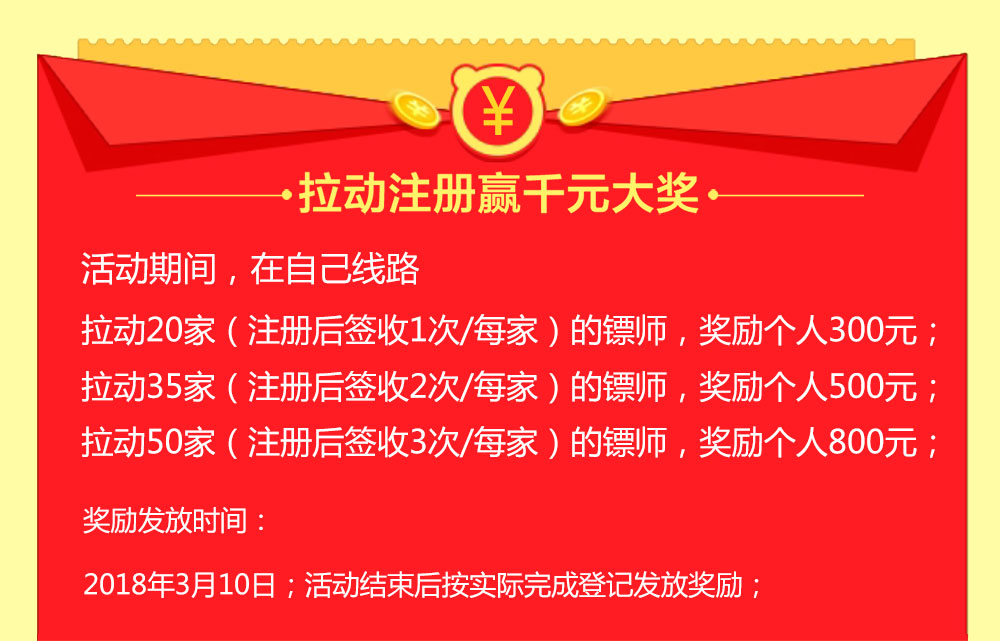 ¥
拉动注册赢千元大奖
活动期间，在自己线路
拉动20家（注册后签收1次/每家）的镖师，奖励个人300元；
拉动35家（注册后签收2次/每家）的镖师，奖励个人500元；
拉动50家（注册后签收3次/每家）的镖师，奖励个人800元；
奖励发放时间：
2018年3月10日；活动结束后按实际完成登记发放奖励；